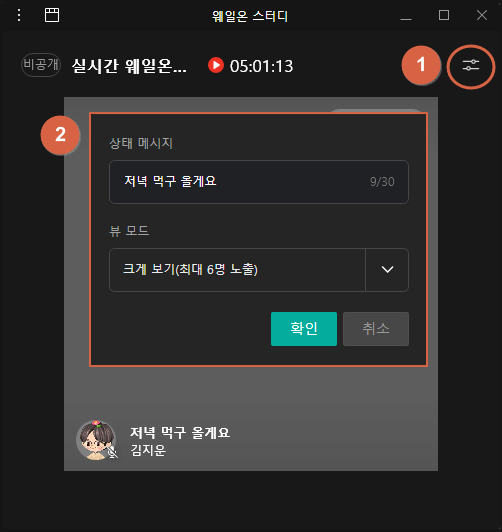 웨일온 스터디
비공개 실시간 웨일온... 05:01:13
1
2
상태 메시지
저녁 먹구 올게요 9/30
뷰 모드
크게 보기(최대 6명 노출)
확인 취소
저녁 먹구 올게요
김지운